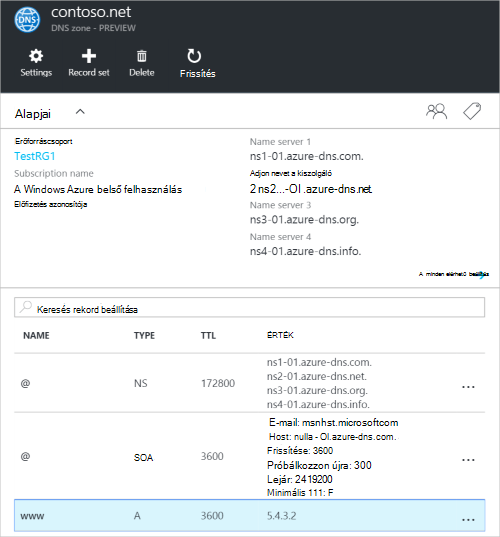 contoso.net
DNS zone - PREVIEW
DNS
Settings
Record set
Delete
Frissítés
Alapjai
Erőforráscsoport
TestRG1
Subscription name
A Windows Azure belső felhasználás
Előfizetés azonosítója
Name server 1
ns1-01.azure-dns.com.
Adjon nevet a kiszolgáló
2 ns2...-OI .azure-dns.net.
Name server 3
ns3-01.azure-dns.org.
Name server 4
ns4-01.azure-dns.info.
A minden elérhető beállítás
Keresés rekord beállítása
NAME TYPE TTL ÉRTÉK
@ NS 172800 ns1-01.azure-dns.com.
ns2-01.azure-dns.net.
ns3-01.azure-dns.org.
ns4-01.azure-dns.info.
...
@ SOA 3600 E-mail: msnhst.microsoftcom
Host: nulla - OI.azure-dns.com.
Frissítése: 3600
Próbálkozzon újra: 300
Lejár: 2419200
Minimális 111: F
...
www A 3600 5.4.3.2 ...